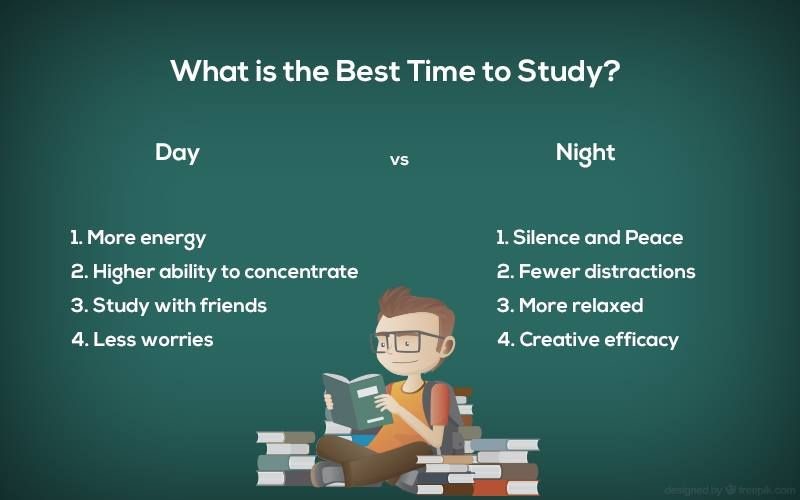 What is the Best Time to Study?
Day vs Night
1. More energy
2. Higher ability to concentrate
3. Study with friends
4. Less worries
1. Silence and Peace
2. Fewer distractions
3. More relaxed
4. Creative efficacy
designed by freepik.com